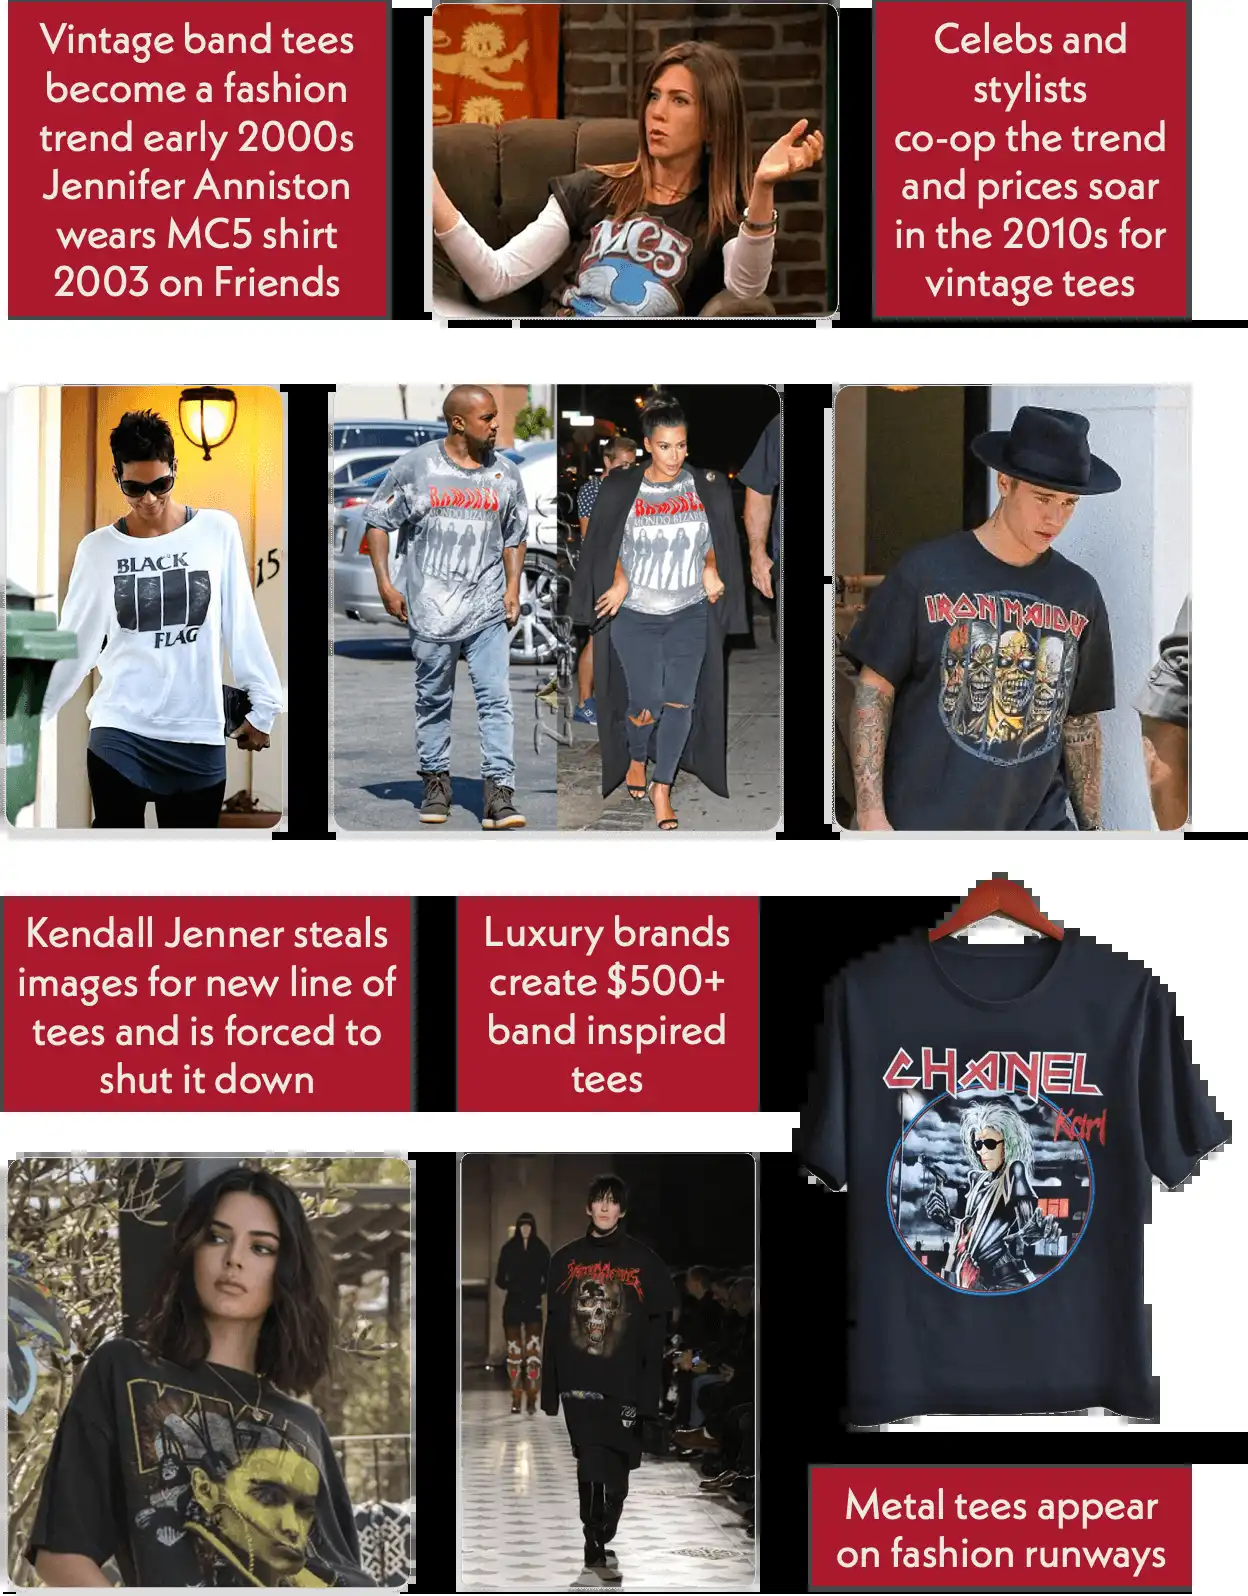 Vintage band tees
become a fashion
trend early 2000s
Jennifer Anniston
wears MC5 shirt
2003 on Friends
MC5
Celebs and
stylists
co-op the trend
and prices soar
in the 2010s for
vintage tees
BLACK
FLAG
15
RAMONES
MONDO BIZARRO
RAMONES
MONDO BIZARRO
IRON MAIDEN
Kendall Jenner steals
images for new line of
tees and is forced to
shut it down
Luxury brands
create $500+
band inspired
tees
CHANEL
Karl
Metal tees appear
on fashion runways